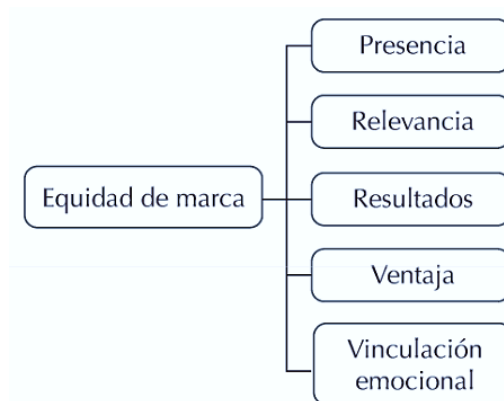 Presencia
Relevancia
Equidad de marca
Resultados
Ventaja
Vinculación
emocional